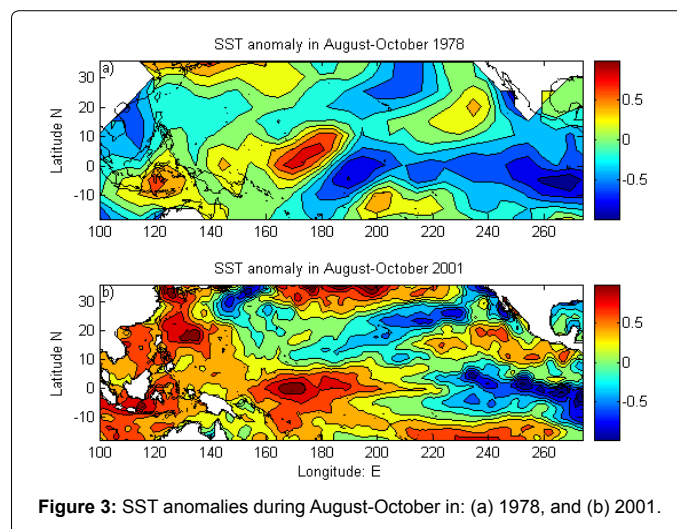 SST anomaly in August-October 1978
a)
30
20
10
0
-10
Latitude N
100 120 140 160 180 200 220 240 260
0.5
0
-0.5
SST anomaly in August-October 2001
b)
30
20
10
0
-10
Latitude N
100 120 140 160 180 200 220 240 260
Longitude: E
0.5
0
-0.5
Figure 3: SST anomalies during August-October in: (a) 1978, and (b) 2001.